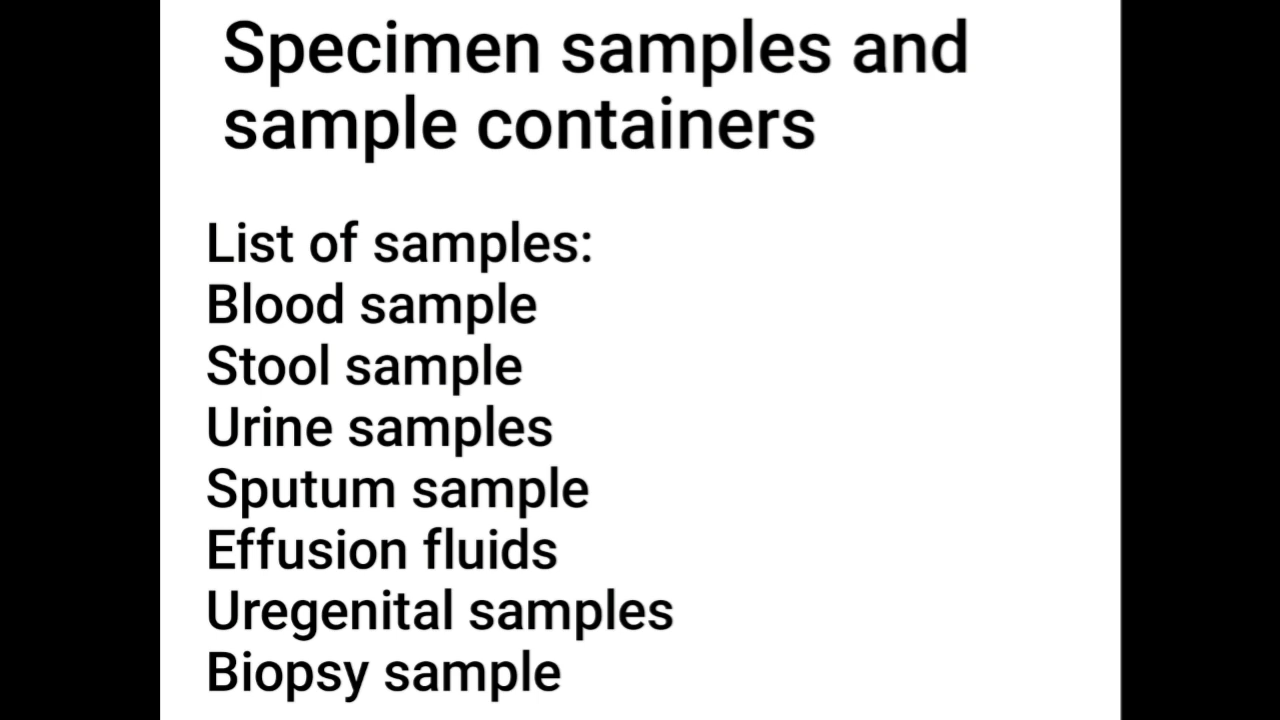 Specimen samples and
sample containers
List of samples:
Blood sample
Stool sample
Urine samples
Sputum sample
Effusion fluids
Uregenital samples
Biopsy sample